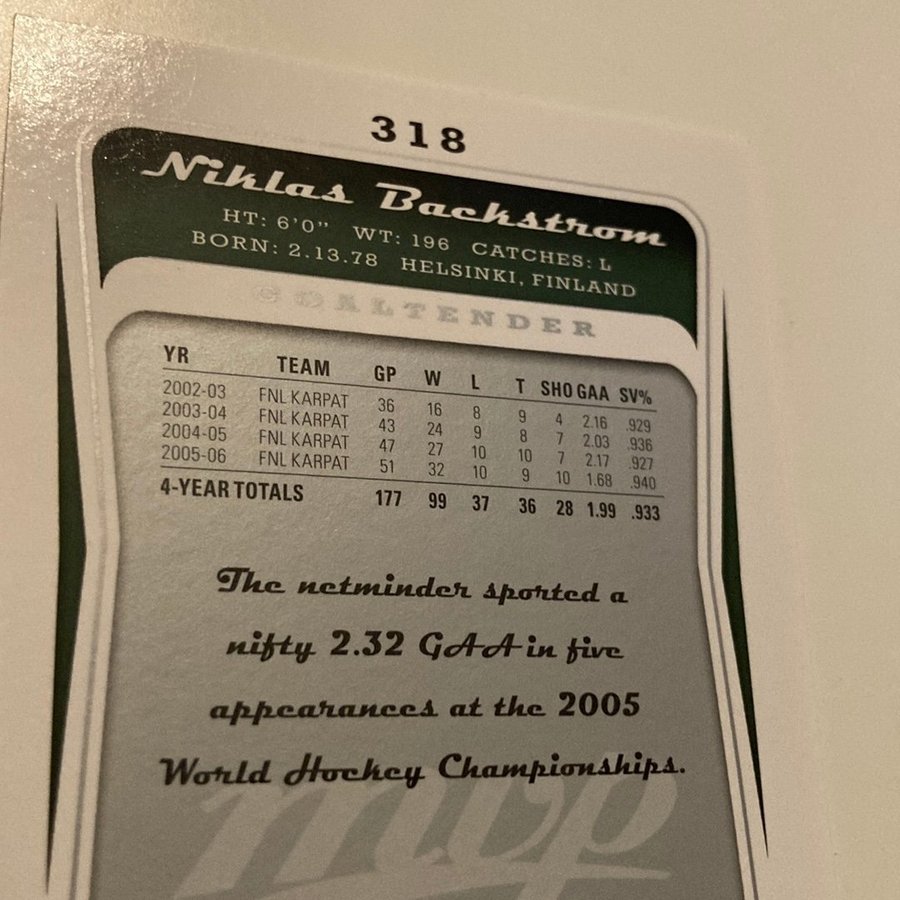 318
Niklas Backstrom
HT: 6'0" WT: 196 CATCHES: L
BORN: 2.13.78 HELSINKI, FINLAND
GOALTENDER
YR TEAM GP W L T SHO GAA SV%
2002-03 FNL KARPAT 36 16 8 9 4 2.16 .929
2003-04 FNL KARPAT 43 24 9 8 7 2.03 .936
2004-05 FNL KARPAT 47 27 10 10 7 2.17 .927
2005-06 FNL KARPAT 51 32 10 9 10 1.68 .940
4-YEAR TOTALS 177 99 37 36 28 1.99 .933
The netminder sported a
nifty 2.32 GAA in five
appearances at the 2005
World Hockey Championships.
mvp